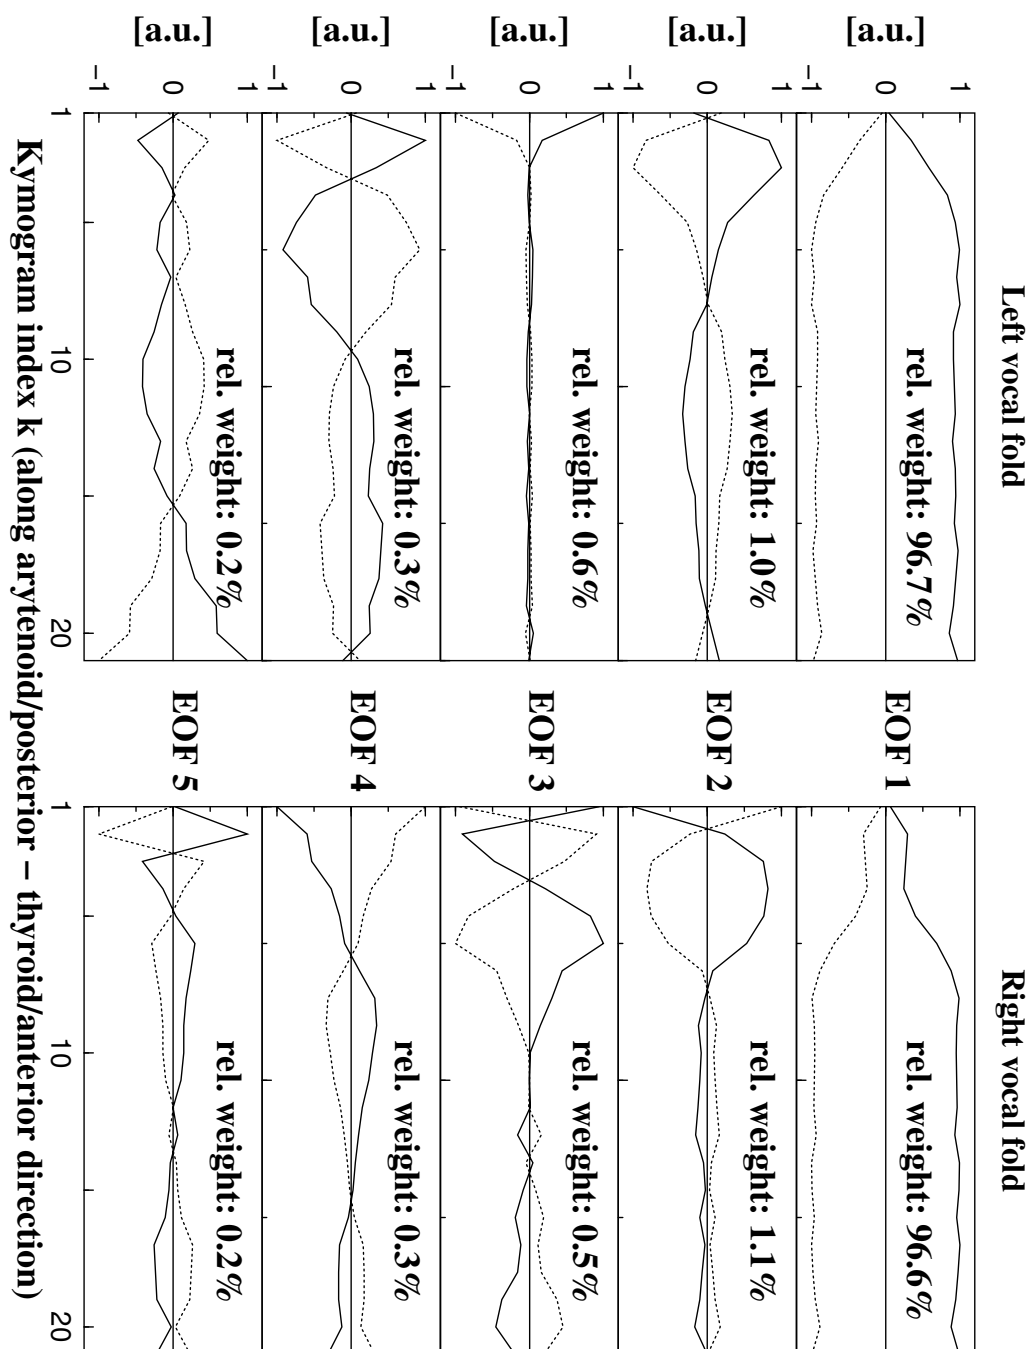 Left vocal fold
Right vocal fold
[a.u.]
1
0
−1
rel. weight: 96.7%
EOF 1
rel. weight: 96.6%
[a.u.]
1
0
−1
rel. weight: 1.0%
EOF 2
rel. weight: 1.1%
[a.u.]
1
0
−1
rel. weight: 0.6%
EOF 3
rel. weight: 0.5%
[a.u.]
1
0
−1
rel. weight: 0.3%
EOF 4
rel. weight: 0.3%
[a.u.]
1
0
−1
rel. weight: 0.2%
EOF 5
rel. weight: 0.2%
1 10 20
1 10 20
Kymogram index k (along arytenoid/posterior − thyroid/anterior direction)